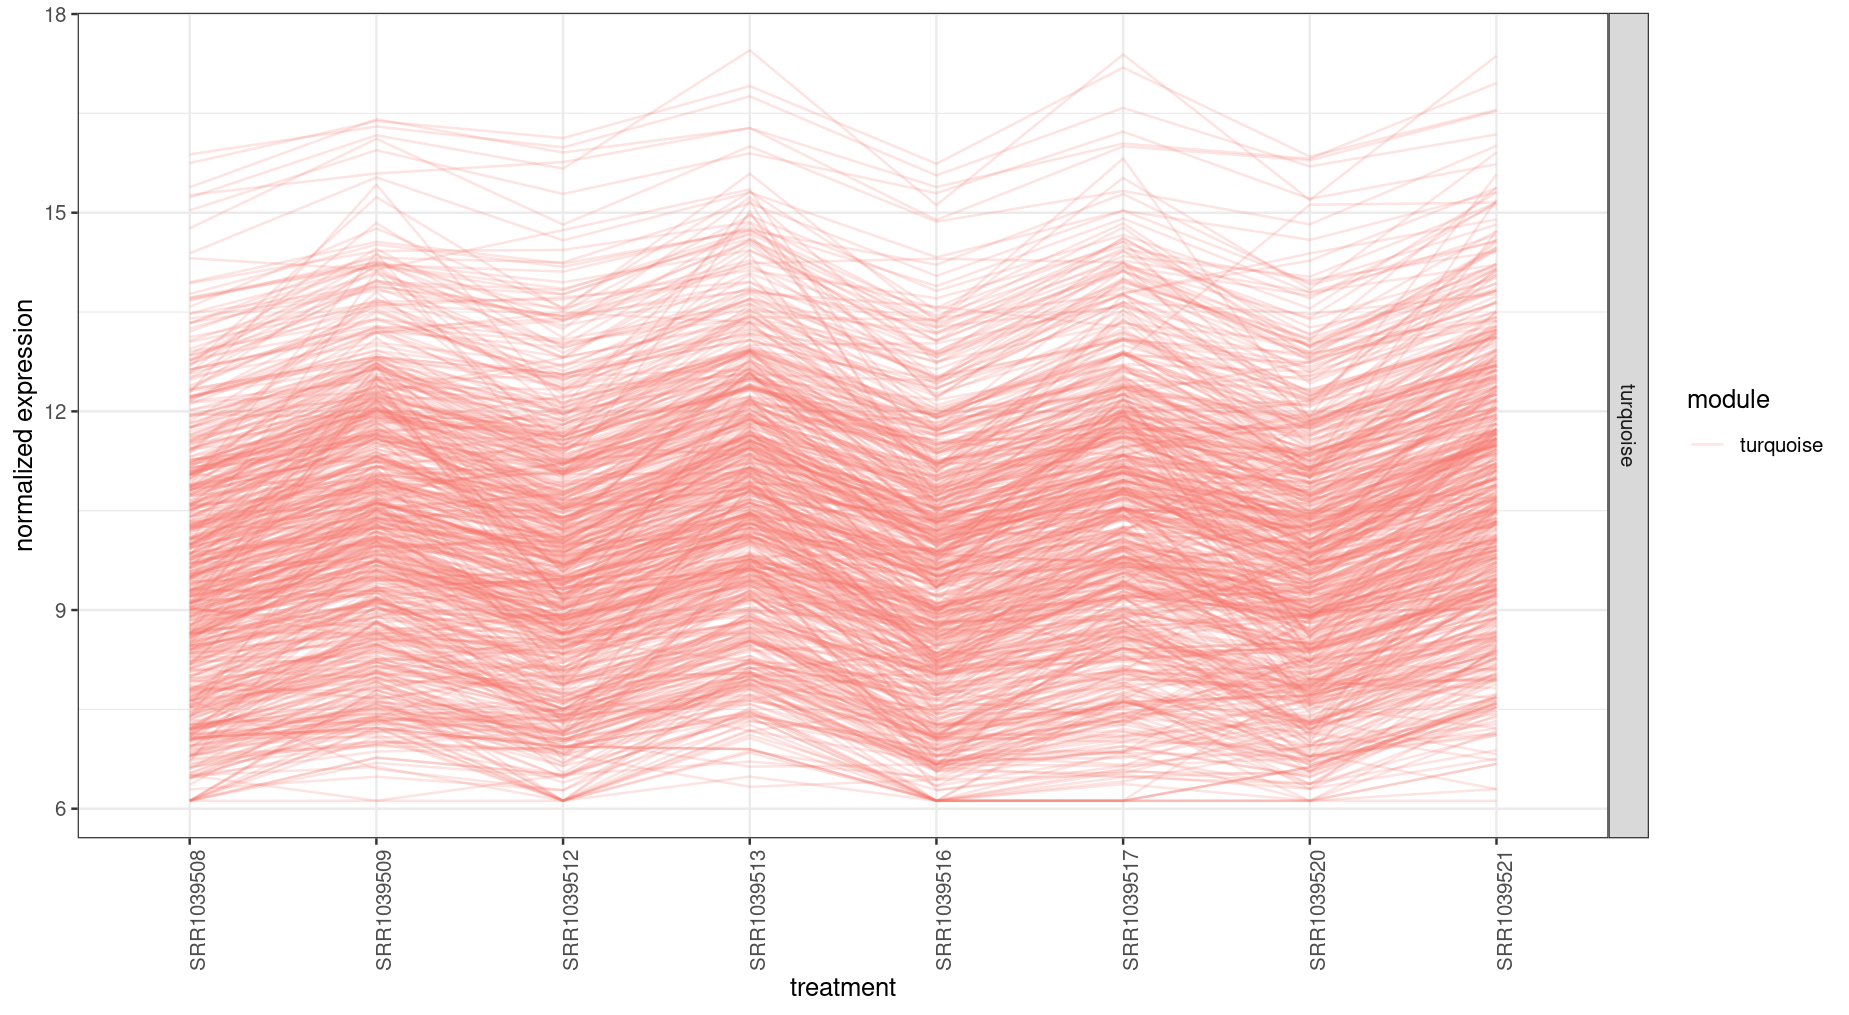 18
15
12
9
6
normalized expression
SRR1039508
SRR1039509
SRR1039512
SRR1039513
SRR1039516
SRR1039517
SRR1039520
SRR1039521
treatment
turquoise
module
turquoise